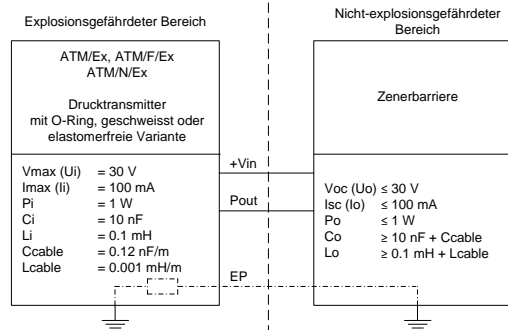 Explosionsgefährdeter Bereich
Nicht-explosionsgefährdeter
Bereich
ATM/Ex, ATM/F/Ex
ATM/N/Ex
Drucktransmitter
mit O-Ring, geschweisst oder
elastomerfreie Variante
Zenerbarriere
+Vin
Pout
EP
Vmax (Ui) = 30 V
Imax (Ii) = 100 mA
Pi = 1 W
Ci = 10 nF
Li = 0.1 mH
Ccable = 0.12 nF/m
Lcable = 0.001 mH/m
Voc (Uo) ≤ 30 V
Isc (Io) ≤ 100 mA
Po ≤ 1 W
Co ≥ 10 nF + Ccable
Lo ≥ 0.1 mH + Lcable